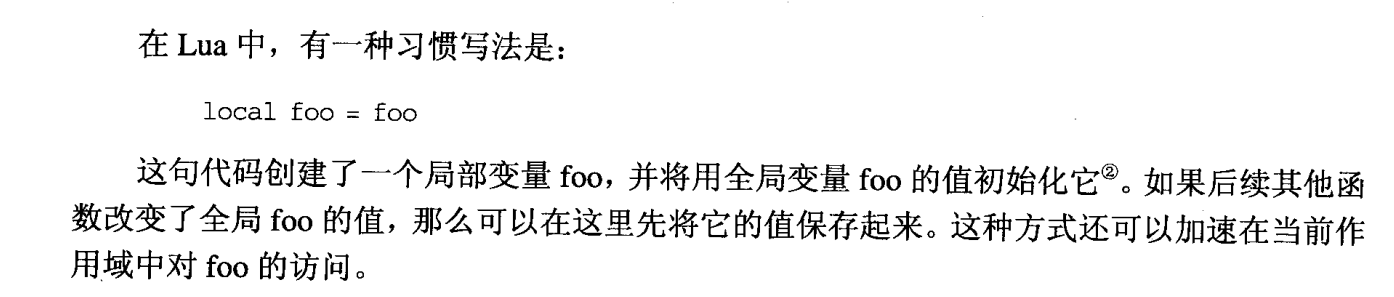 在 Lua 中，有一种习惯写法是：
local foo = foo
这句代码创建了一个局部变量 foo，并将用全局变量 foo 的值初始化它②。如果后续其他函
数改变了全局 foo 的值，那么可以在这里先将它的值保存起来。这种方式还可以加速在当前作
用域中对 foo 的访问。